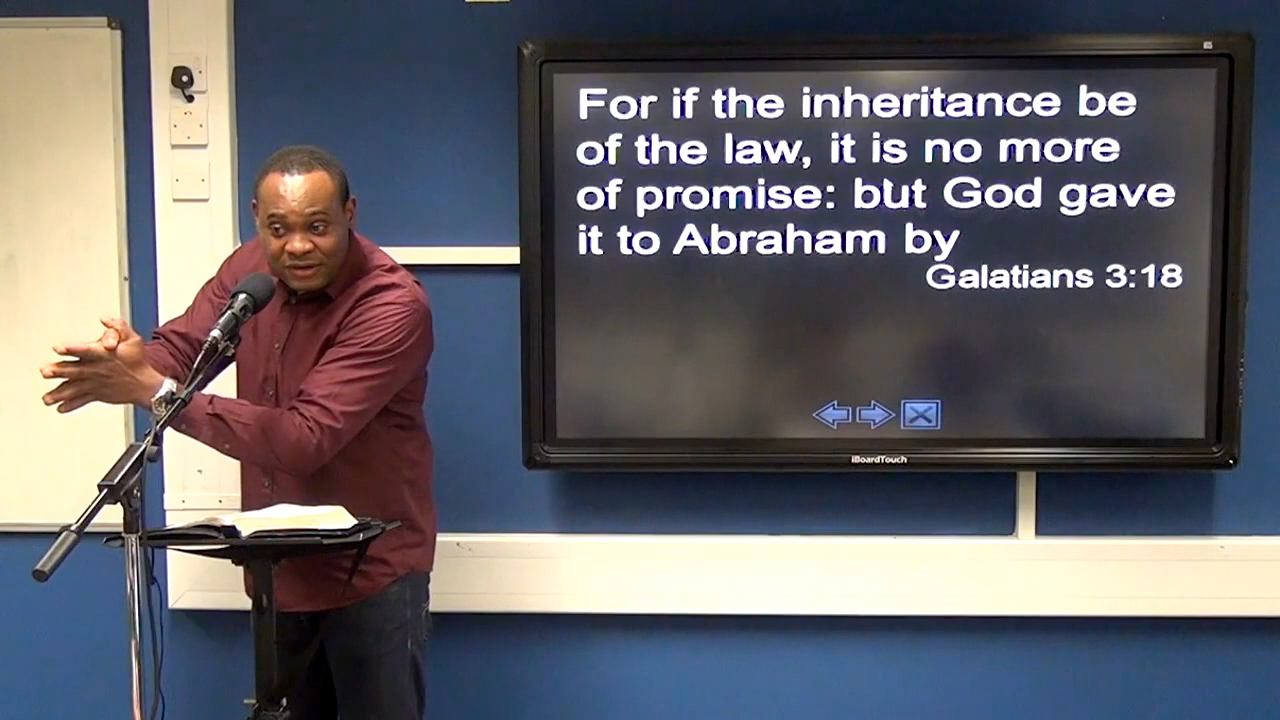 For if the inheritance be
of the law, it is no more
of promise: but God gave
it to Abraham by
Galatians 3:18
iBoardTouch